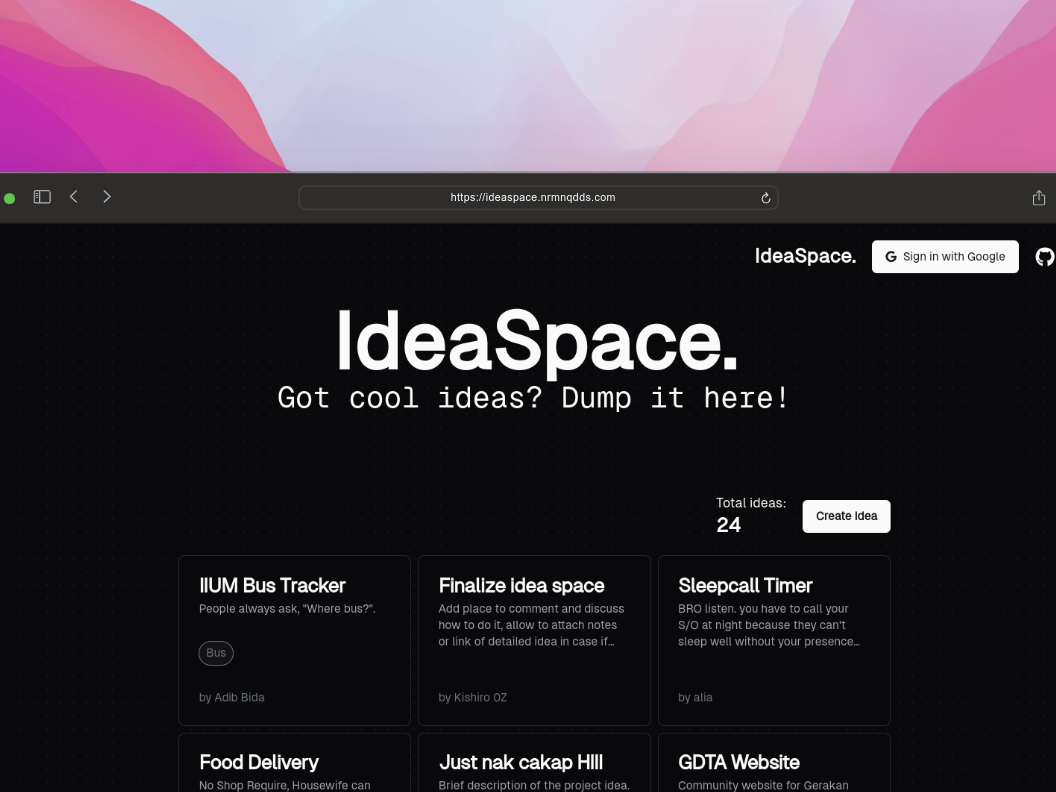 https://ideaspace.nrmnqdds.com
IdeaSpace.
Sign in with Google
IdeaSpace.
Got cool ideas? Dump it here!
Total ideas:
24
Create Idea
IIUM Bus Tracker
People always ask, "Where bus?".
Bus
by Adib Bida
Finalize idea space
Add place to comment and discuss
how to do it, allow to attach notes
or link of detailed idea in case if...
by Kishiro 0Z
Sleepcall Timer
BRO listen. you have to call your
S/O at night because they can't
sleep well without your presence...
by alia
Food Delivery
No Shop Require, Housewife can
Just nak cakap HIII
Brief description of the project idea.
GDTA Website
Community website for Gerakan